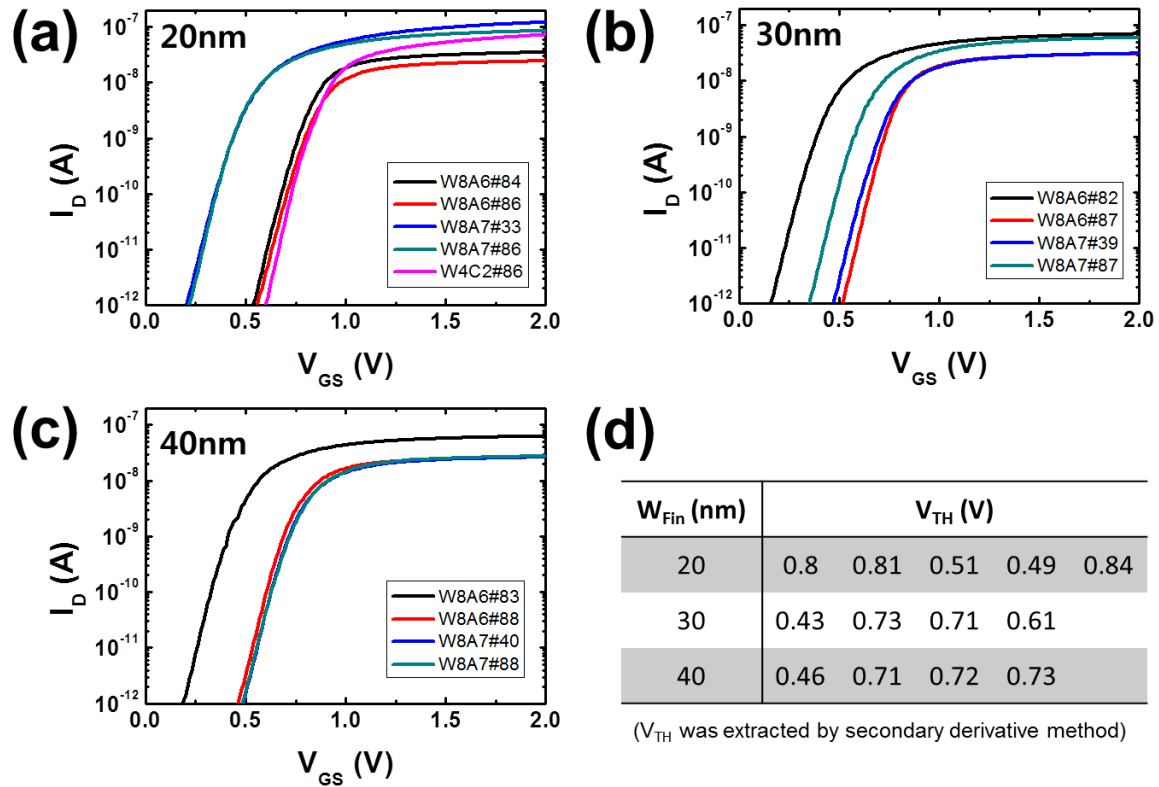 (a)
20nm
10⁻⁷
10⁻⁸
10⁻⁹
10⁻¹⁰
10⁻¹¹
10⁻¹²
I_D (A)
W8A6#84
W8A6#86
W8A7#33
W8A7#86
W4C2#86
0.0 0.5 1.0 1.5 2.0
V_GS (V)
(b)
30nm
10⁻⁷
10⁻⁸
10⁻⁹
10⁻¹⁰
10⁻¹¹
10⁻¹²
I_D (A)
W8A6#82
W8A6#87
W8A7#39
W8A7#87
0.0 0.5 1.0 1.5 2.0
V_GS (V)
(c)
40nm
10⁻⁷
10⁻⁸
10⁻⁹
10⁻¹⁰
10⁻¹¹
10⁻¹²
I_D (A)
W8A6#83
W8A6#88
W8A7#40
W8A7#88
0.0 0.5 1.0 1.5 2.0
V_GS (V)
(d)
W_Fin (nm) V_TH (V)
20 0.8 0.81 0.51 0.49 0.84
30 0.43 0.73 0.71 0.61
40 0.46 0.71 0.72 0.73
(V_TH was extracted by secondary derivative method)